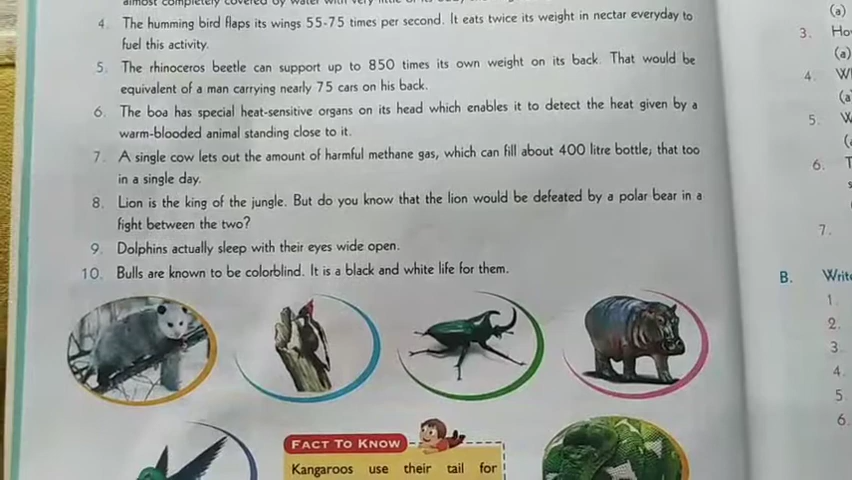 almost completely covered by water with very little of its body
4. The humming bird flaps its wings 55-75 times per second. It eats twice its weight in nectar everyday to
fuel this activity.
5. The rhinoceros beetle can support up to 850 times its own weight on its back. That would be
equivalent of a man carrying nearly 75 cars on his back.
6. The boa has special heat-sensitive organs on its head which enables it to detect the heat given by a
warm-blooded animal standing close to it.
7. A single cow lets out the amount of harmful methane gas, which can fill about 400 litre bottle; that too
in a single day.
8. Lion is the king of the jungle. But do you know that the lion would be defeated by a polar bear in a
fight between the two?
9. Dolphins actually sleep with their eyes wide open.
10. Bulls are known to be colorblind. It is a black and white life for them.
FACT TO KNOW
Kangaroos use their tail for
(a)
3. Ho
(a)
4. W
(a
5. W
(
6. T
s
7.
B. Write
1.
2.
3.
4.
5
6.